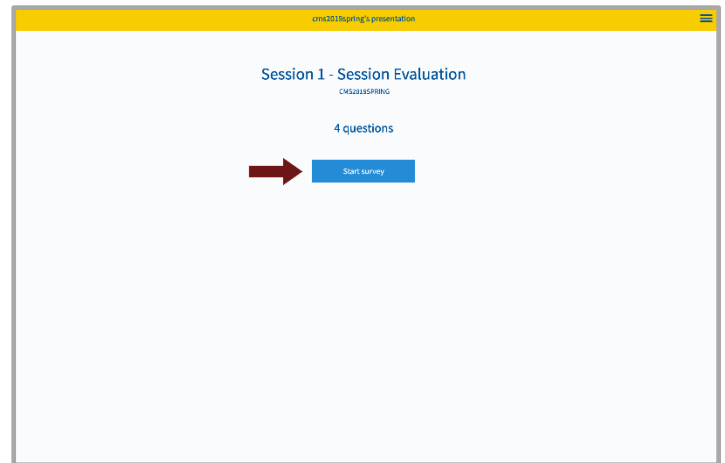 cms2019spring's presentation
Session 1 - Session Evaluation
CMS2019SPRING
4 questions
Start survey